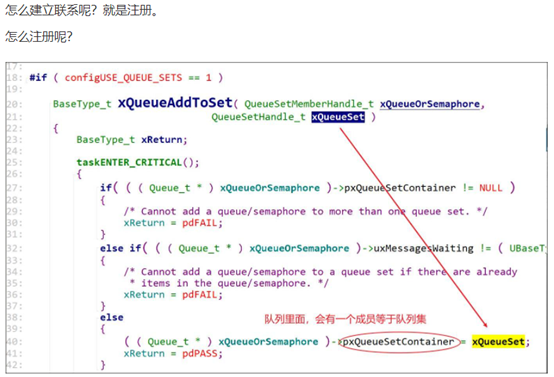 怎么建立联系呢？就是注册。
怎么注册呢？
17:
18: #if ( configUSE_QUEUE_SETS == 1 )
19:
20: BaseType_t xQueueAddToSet( QueueSetMemberHandle_t xQueueOrSemaphore,
21: QueueSetHandle_t xQueueSet )
22: {
23: BaseType_t xReturn;
24:
25: taskENTER_CRITICAL();
26: {
27: if( ( ( Queue_t * ) xQueueOrSemaphore )->pxQueueSetContainer != NULL )
28: {
29: /* Cannot add a queue/semaphore to more than one queue set. */
30: xReturn = pdFAIL;
31: }
32: else if( ( ( Queue_t * ) xQueueOrSemaphore )->uxMessagesWaiting != ( UBaseT
33: {
34: /* Cannot add a queue/semaphore to a queue set if there are already
35: * items in the queue/semaphore. */
36: xReturn = pdFAIL;
37: }
38: else
队列里面，会有一个成员等于队列集
39: {
40: ( ( Queue_t * ) xQueueOrSemaphore )->pxQueueSetContainer = xQueueSet;
41: xReturn = pdPASS;
42: }